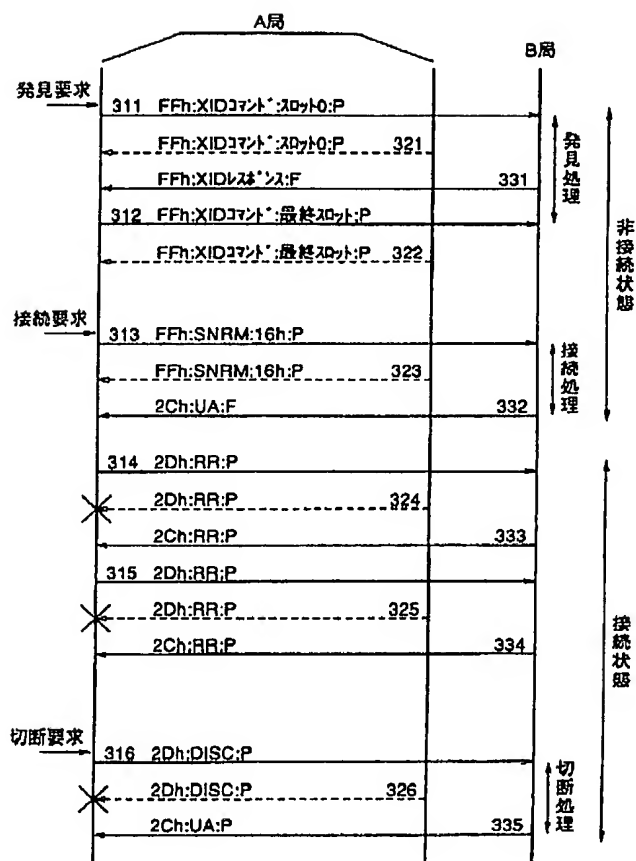 A局
B局
発見要求
311 FFh:XIDコマンド:スロット0:P
FFh:XIDコマンド:スロット0:P 321
FFh:XIDレスポンス:F 331
312 FFh:XIDコマンド:最終スロット:P
FFh:XIDコマンド:最終スロット:P 322
発見処理
非接続状態
接続要求
313 FFh:SNRM:16h:P
FFh:SNRM:16h:P 323
2Ch:UA:F 332
接続処理
314 2Dh:RR:P
2Dh:RR:P 324
2Ch:RR:P 333
315 2Dh:RR:P
2Dh:RR:P 325
2Ch:RR:P 334
接続状態
切断要求
316 2Dh:DISC:P
2Dh:DISC:P 326
2Ch:UA:P 335
切断処理